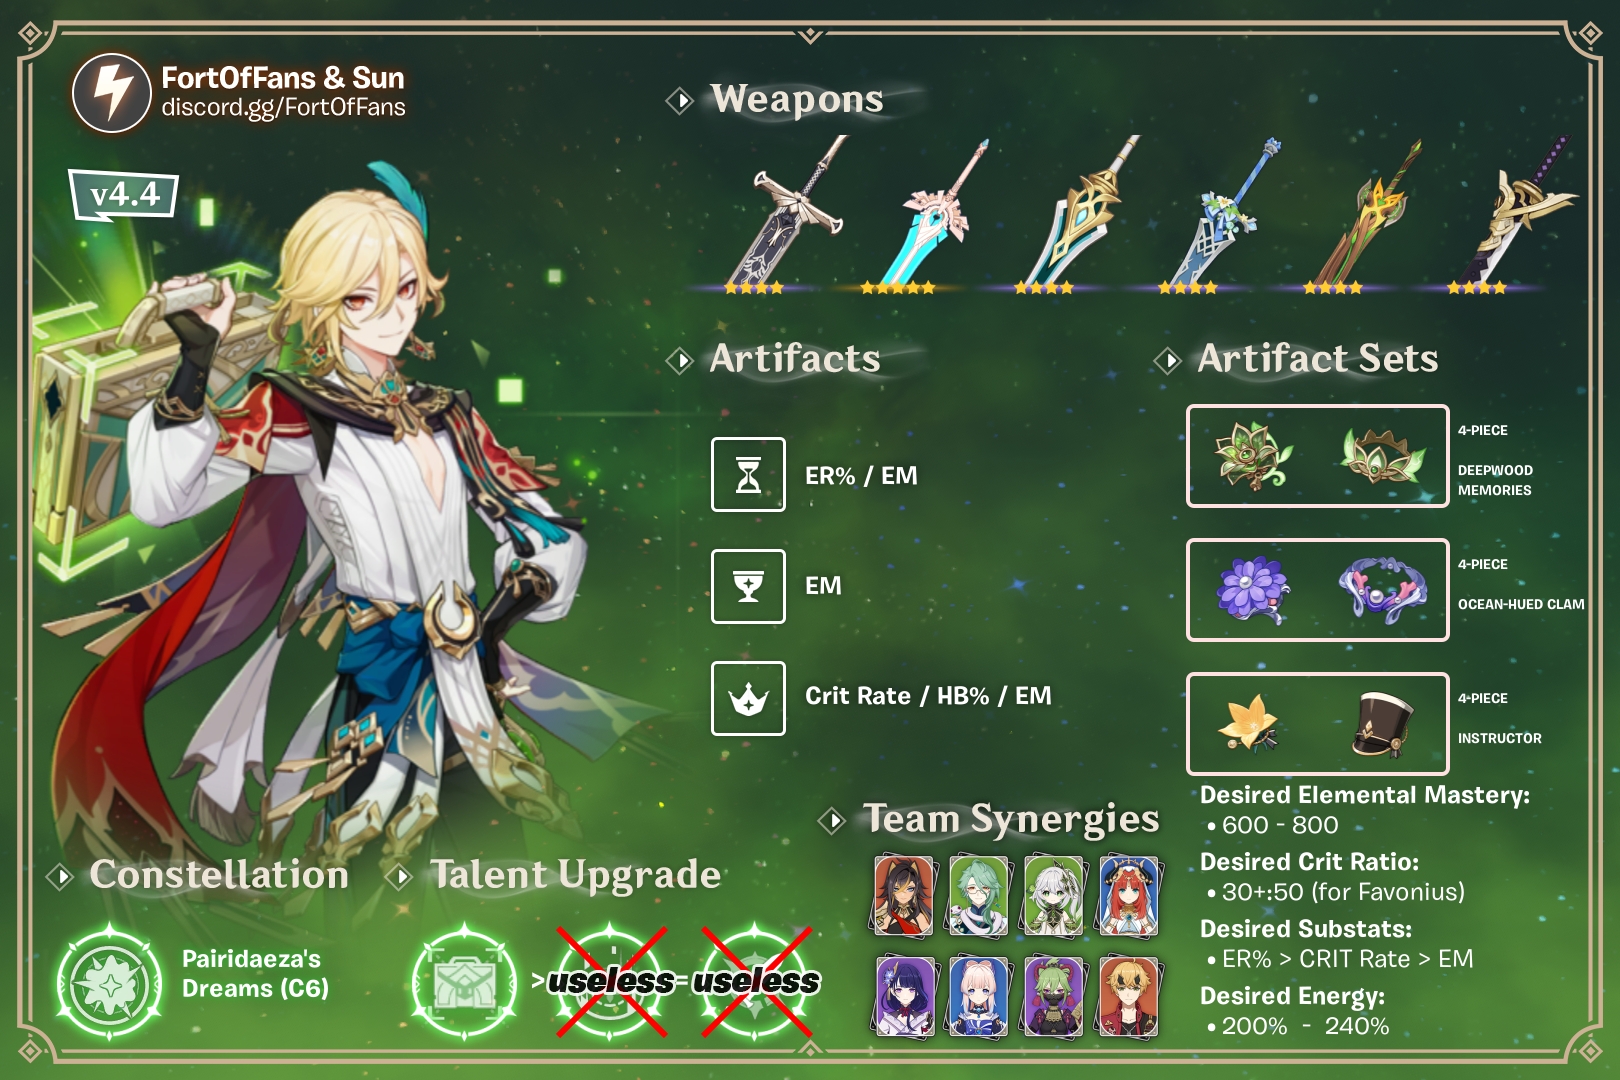 FortOfFans & Sun
discord.gg/FortOfFans
v4.4
Weapons
Artifacts
ER% / EM
EM
Crit Rate / HB% / EM
Artifact Sets
4-PIECE
DEEPWOOD
MEMORIES
4-PIECE
OCEAN-HUED CLAM
4-PIECE
INSTRUCTOR
Constellation
Pairidaeza's
Dreams (C6)
Talent Upgrade
> useless = useless
Team Synergies
Desired Elemental Mastery:
• 600 - 800
Desired Crit Ratio:
• 30+:50 (for Favonius)
Desired Substats:
• ER% > CRIT Rate > EM
Desired Energy:
• 200% - 240%